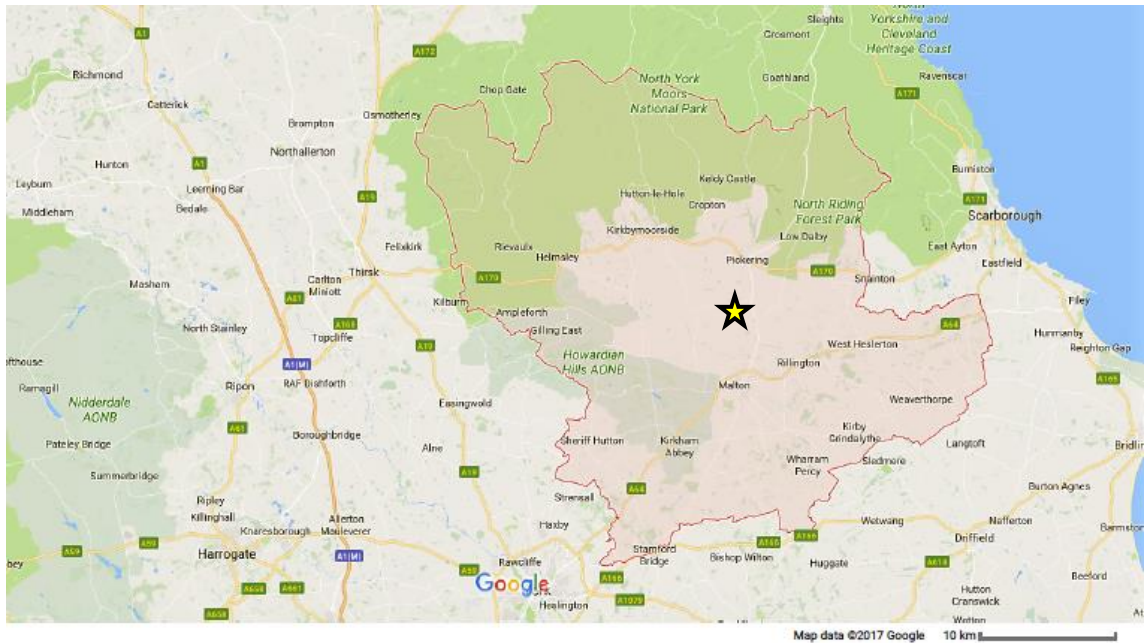 North
Yorkshire and
Cleveland
Heritage Coast
Sleights
Grosmont
A1
A172
Richmond
Goathland
Ravenscar
North York
Moors
National Park
Chop Gate
Catterick
A171
Osmotherley
Brompton
Northallerton
Hunton
A1
Burniston
Leyburn
Leeming Bar
Keldy Castle
A19
Hutton-le-Hole
A171
Middleham
Bedale
Cropton
North Riding
Forest Park
Scarborough
Kirkbymoorside
Low Dalby
Felixkirk
Rievaulx
East Ayton
Helmsley
Pickering
Eastfield
Thirsk
A170
A170
Snainton
Carlton
Miniott
Masham
A61
Kilburn
Filey
Ampleforth
North Stainley
A168
Topcliffe
Gilling East
A64
Hunmanby
A19
West Heslerton
Reighton Gap
Howardian
Hills AONB
A1(M)
Rillington
Ramsgill
Ripon
RAF Dishforth
Malton
A165
Nidderdale
AONB
Easingwold
Weaverthorpe
A61
Boroughbridge
Kirby
Grindalythe
Pateley Bridge
Alne
Sheriff Hutton
Kirkham
Abbey
Langtoft
Summerbridge
A19
Wharram
Percy
Sledmere
A64
Burton Agnes
Ripley
Strensall
Killinghall
Allerton
Mauleverer
Haxby
Wetwang
Nafferton
Knaresborough
A166
Driffield
A59
A59
Harrogate
A1(M)
Stamford
Bridge
A166
Bishop Wilton
Rawcliffe
Huggate
A59
A166
A614
Beeford
Google
A658
A661
Heslington
A1079
Hutton
Cranswick
A658
Map data ©2017 Google 10 km